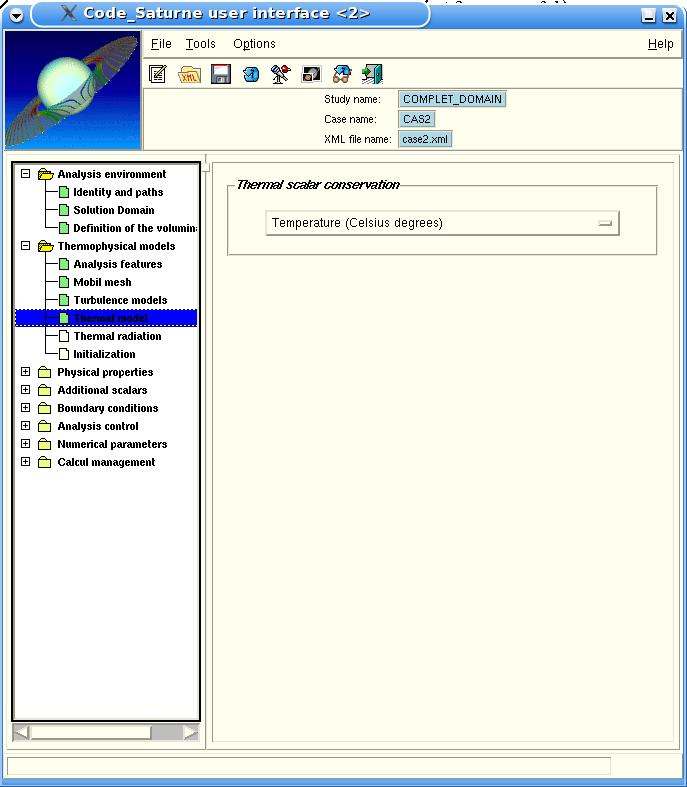 Code_Saturne user interface <2>
File Tools Options Help
Study name: COMPLET_DOMAIN
Case name: CAS2
XML file name: case2.xml
Analysis environment
Identity and paths
Solution Domain
Definition of the volumin
Thermophysical models
Analysis features
Mobil mesh
Turbulence models
Thermal model
Thermal radiation
Initialization
Physical properties
Additional scalars
Boundary conditions
Analysis control
Numerical parameters
Calcul management
Thermal scalar conservation
Temperature (Celsius degrees)